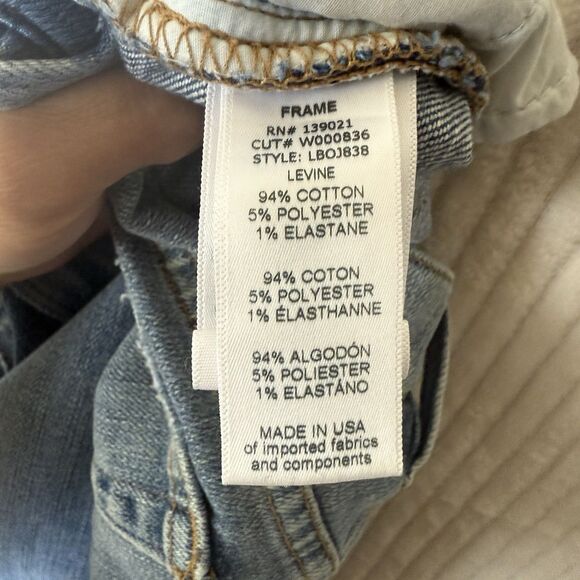 FRAME
RN# 139021
CUT# W000836
STYLE: LBOJ838
LEVINE
94% COTTON
5% POLYESTER
1% ELASTANE
94% COTON
5% POLYESTER
1% ÉLASTHANNE
94% ALGODÓN
5% POLIESTER
1% ELASTÁNO
MADE IN USA
of imported fabrics
and components